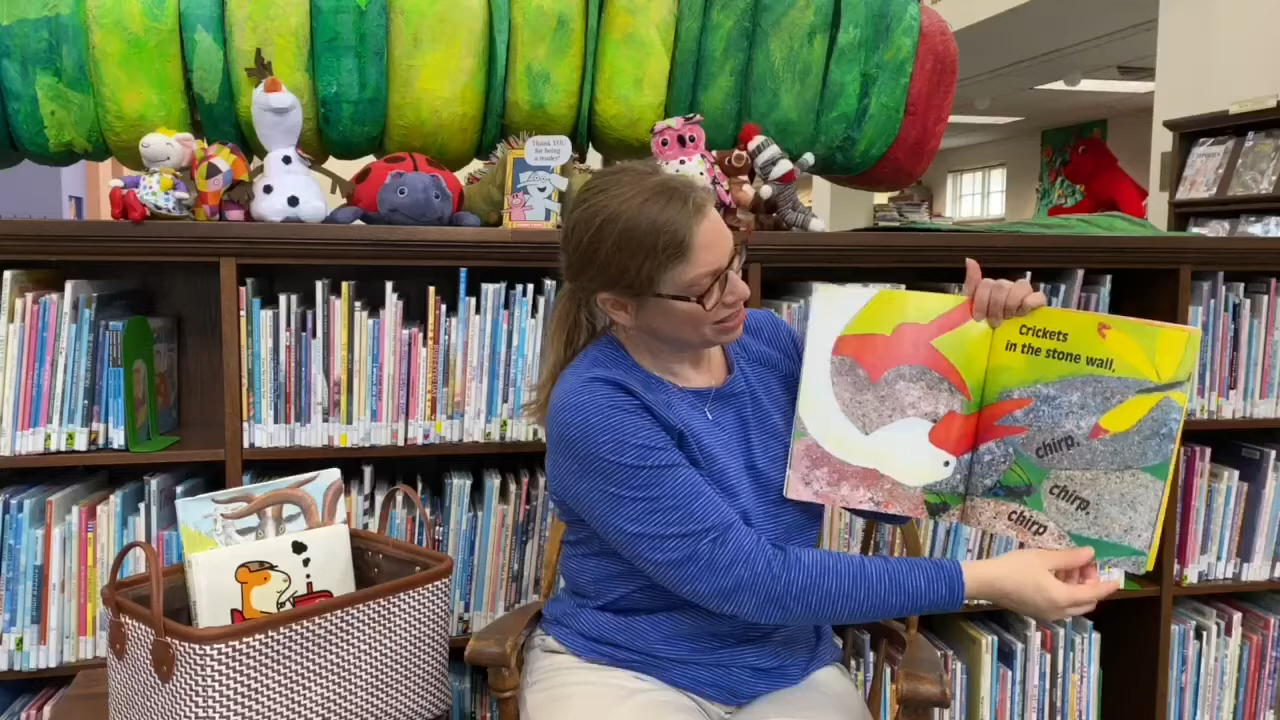 Thank YOU
for being
a reader!
Crickets
in the stone wall,
chirp,
chirp,
chirp